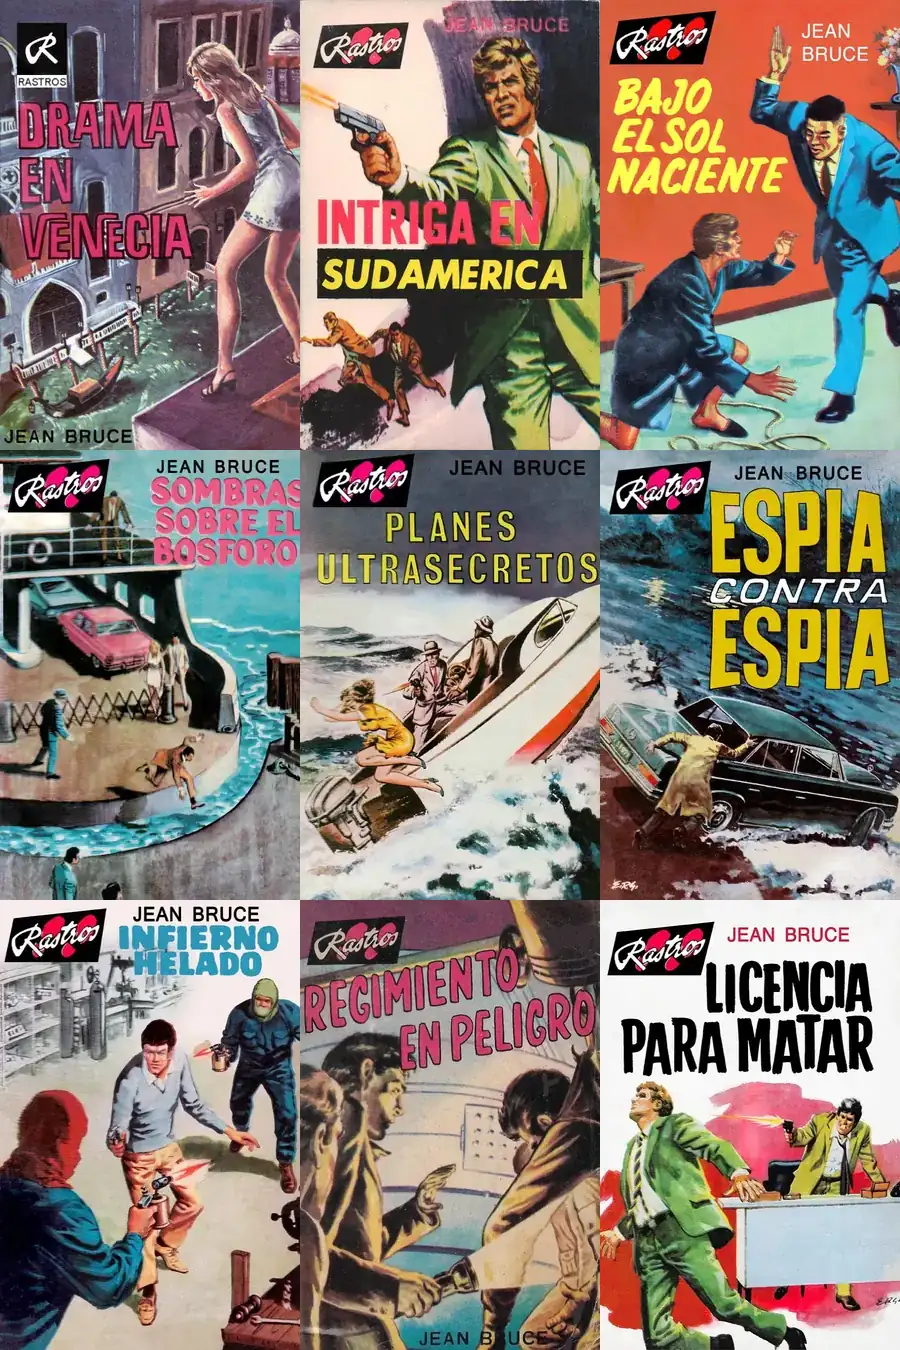 R
RASTROS
DRAMA
EN
VENECIA
JEAN BRUCE
Rastros
JEAN BRUCE
INTRIGA EN
SUDAMERICA
Rastros
JEAN
BRUCE
BAJO
EL SOL
NACIENTE
Rastros
JEAN BRUCE
SOMBRAS
SOBRE EL
BOSFORO
Rastros
JEAN BRUCE
PLANES
ULTRASECRETOS
Rastros
JEAN BRUCE
ESPIA
CONTRA
ESPIA
ERG.
Rastros
JEAN BRUCE
INFIERNO
HELADO
Rastros
REGIMIENTO
EN PELIGRO
JEAN BRUCE
Rastros
JEAN BRUCE
LICENCIA
PARA MATAR